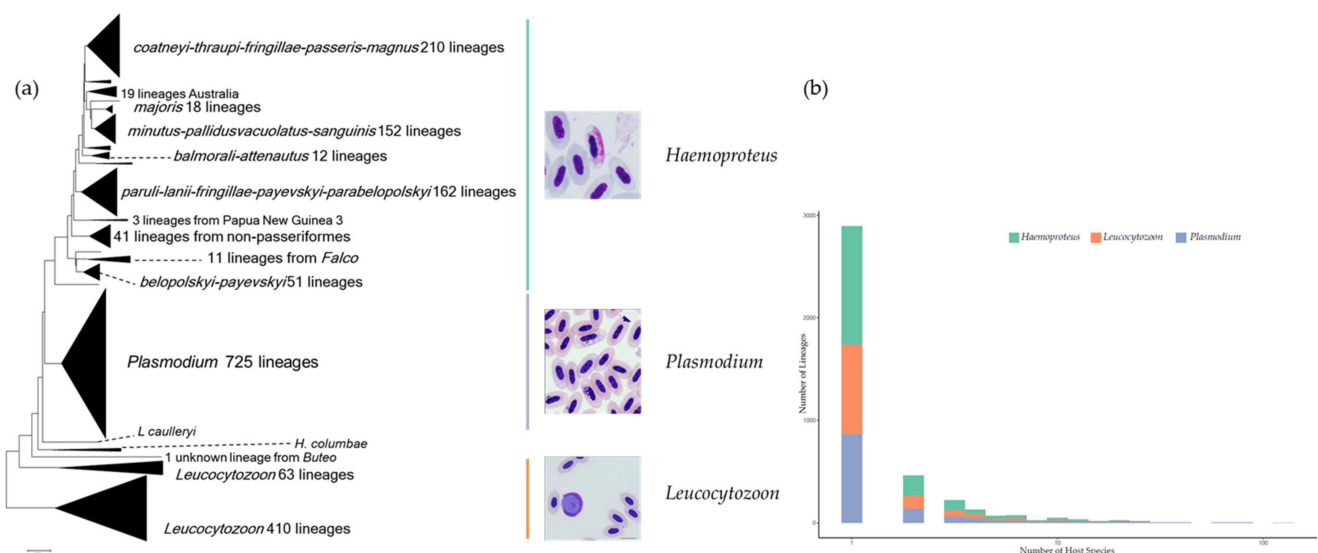 (a)
coatneyi-thraupi-fringillae-passeris-magnus 210 lineages
19 lineages Australia
majoris 18 lineages
minutus-pallidusvacuolatus-sanguinis 152 lineages
balmorali-attenautus 12 lineages
paruli-lanii-fringillae-payevskyi-parabelopolskyi 162 lineages
3 lineages from Papua New Guinea 3
41 lineages from non-passeriformes
11 lineages from Falco
belopolskyi-payevskyi 51 lineages
Plasmodium 725 lineages
L caulleryi
H. columbae
1 unknown lineage from Buteo
Leucocytozoon 63 lineages
Leucocytozoon 410 lineages
Haemoproteus
Plasmodium
Leucocytozoon
(b)
Haemoproteus Leucocytozoon Plasmodium
Number of Lineages
3000
2000
1000
0
1 10 100
Number of Host Species